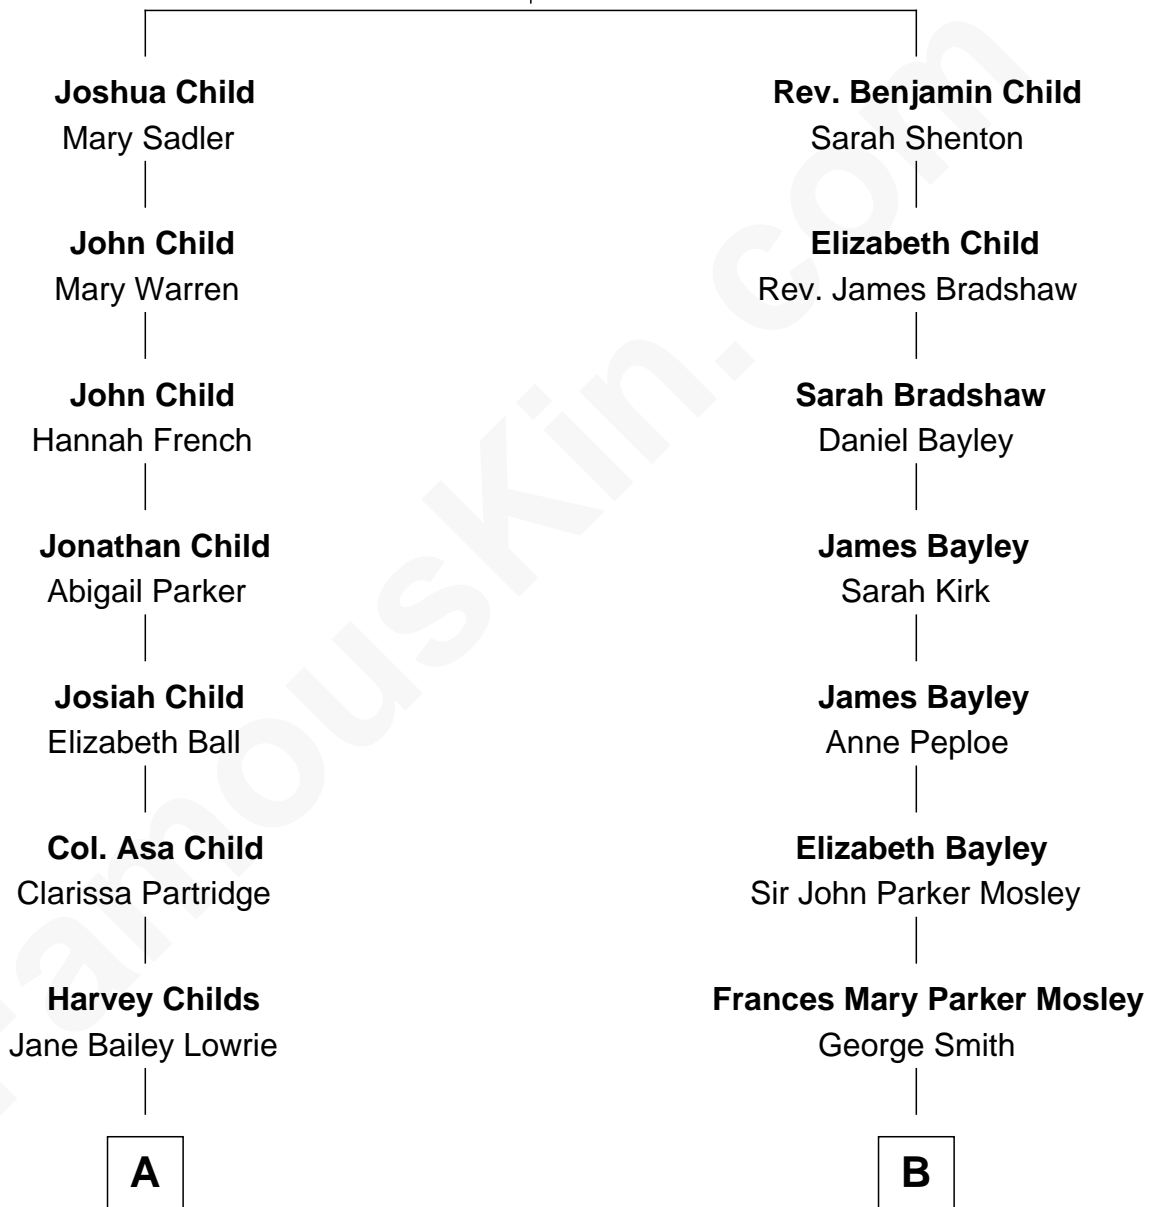 Joshua Child
Mary Sadler
John Child
Mary Warren
John Child
Hannah French
Jonathan Child
Abigail Parker
Josiah Child
Elizabeth Ball
Col. Asa Child
Clarissa Partridge
Harvey Childs
Jane Bailey Lowrie
A
Rev. Benjamin Child
Sarah Shenton
Elizabeth Child
Rev. James Bradshaw
Sarah Bradshaw
Daniel Bayley
James Bayley
Sarah Kirk
James Bayley
Anne Peploe
Elizabeth Bayley
Sir John Parker Mosley
Frances Mary Parker Mosley
George Smith
B
FamousKin.com